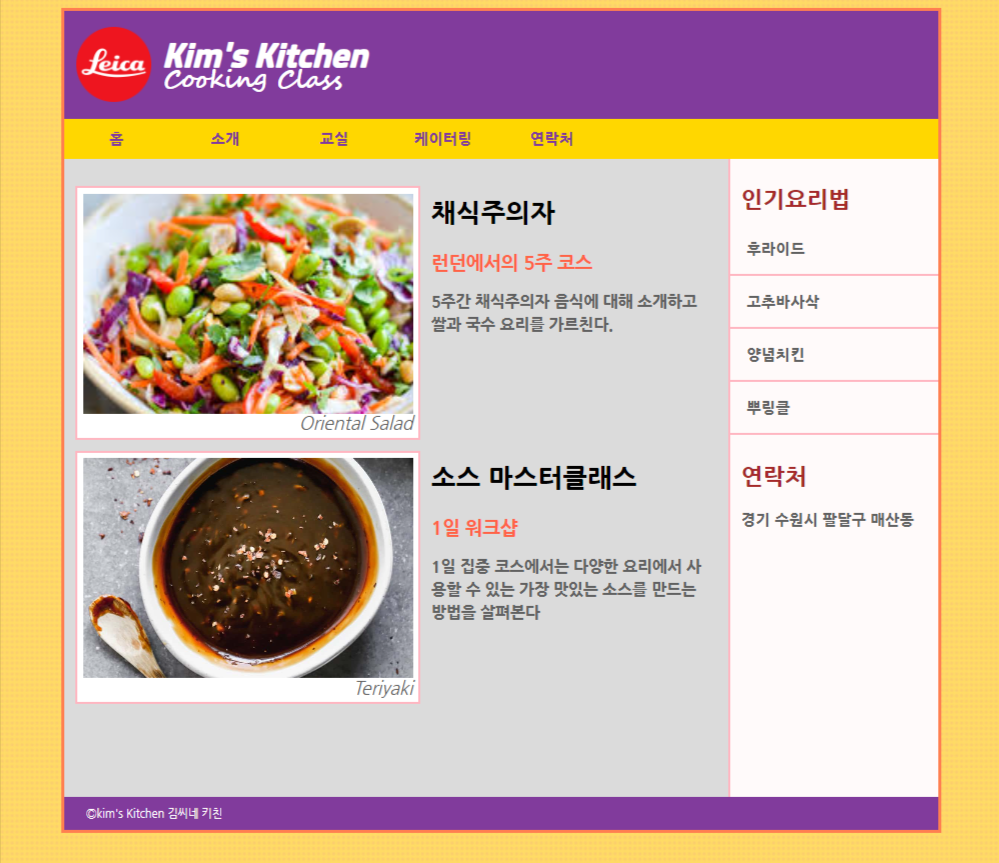 Leica
Kim's Kitchen
Cooking Class
홈 소개 교실 케이터링 연락처
채식주의자
런던에서의 5주 코스
5주간 채식주의자 음식에 대해 소개하고
쌀과 국수 요리를 가르친다.
Oriental Salad
소스 마스터클래스
1일 워크샵
1일 집중 코스에서는 다양한 요리에서 사
용할 수 있는 가장 맛있는 소스를 만드는
방법을 살펴본다
Teriyaki
인기요리법
후라이드
고추바사삭
양념치킨
뿌링클
연락처
경기 수원시 팔달구 매산동
©kim's Kitchen 김씨네 키친